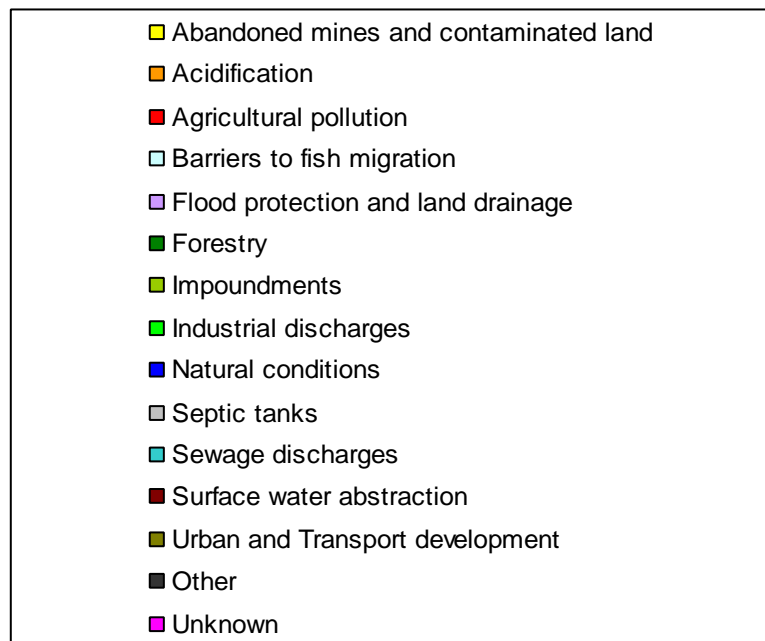 Abandoned mines and contaminated land
Acidification
Agricultural pollution
Barriers to fish migration
Flood protection and land drainage
Forestry
Impoundments
Industrial discharges
Natural conditions
Septic tanks
Sewage discharges
Surface water abstraction
Urban and Transport development
Other
Unknown